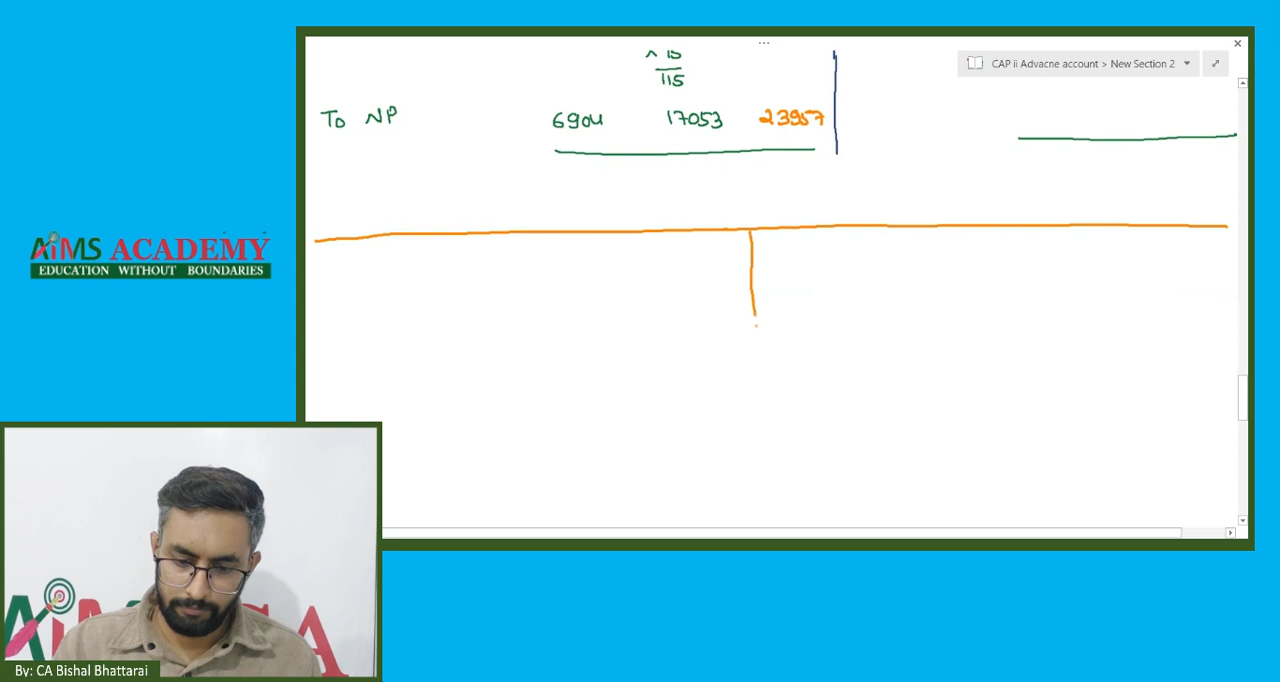 × 15
115
CAP ii Advacne account > New Section 2
To NP 6904 17053 23957
AiMS ACADEMY
EDUCATION WITHOUT BOUNDARIES
By: CA Bishal Bhattarai